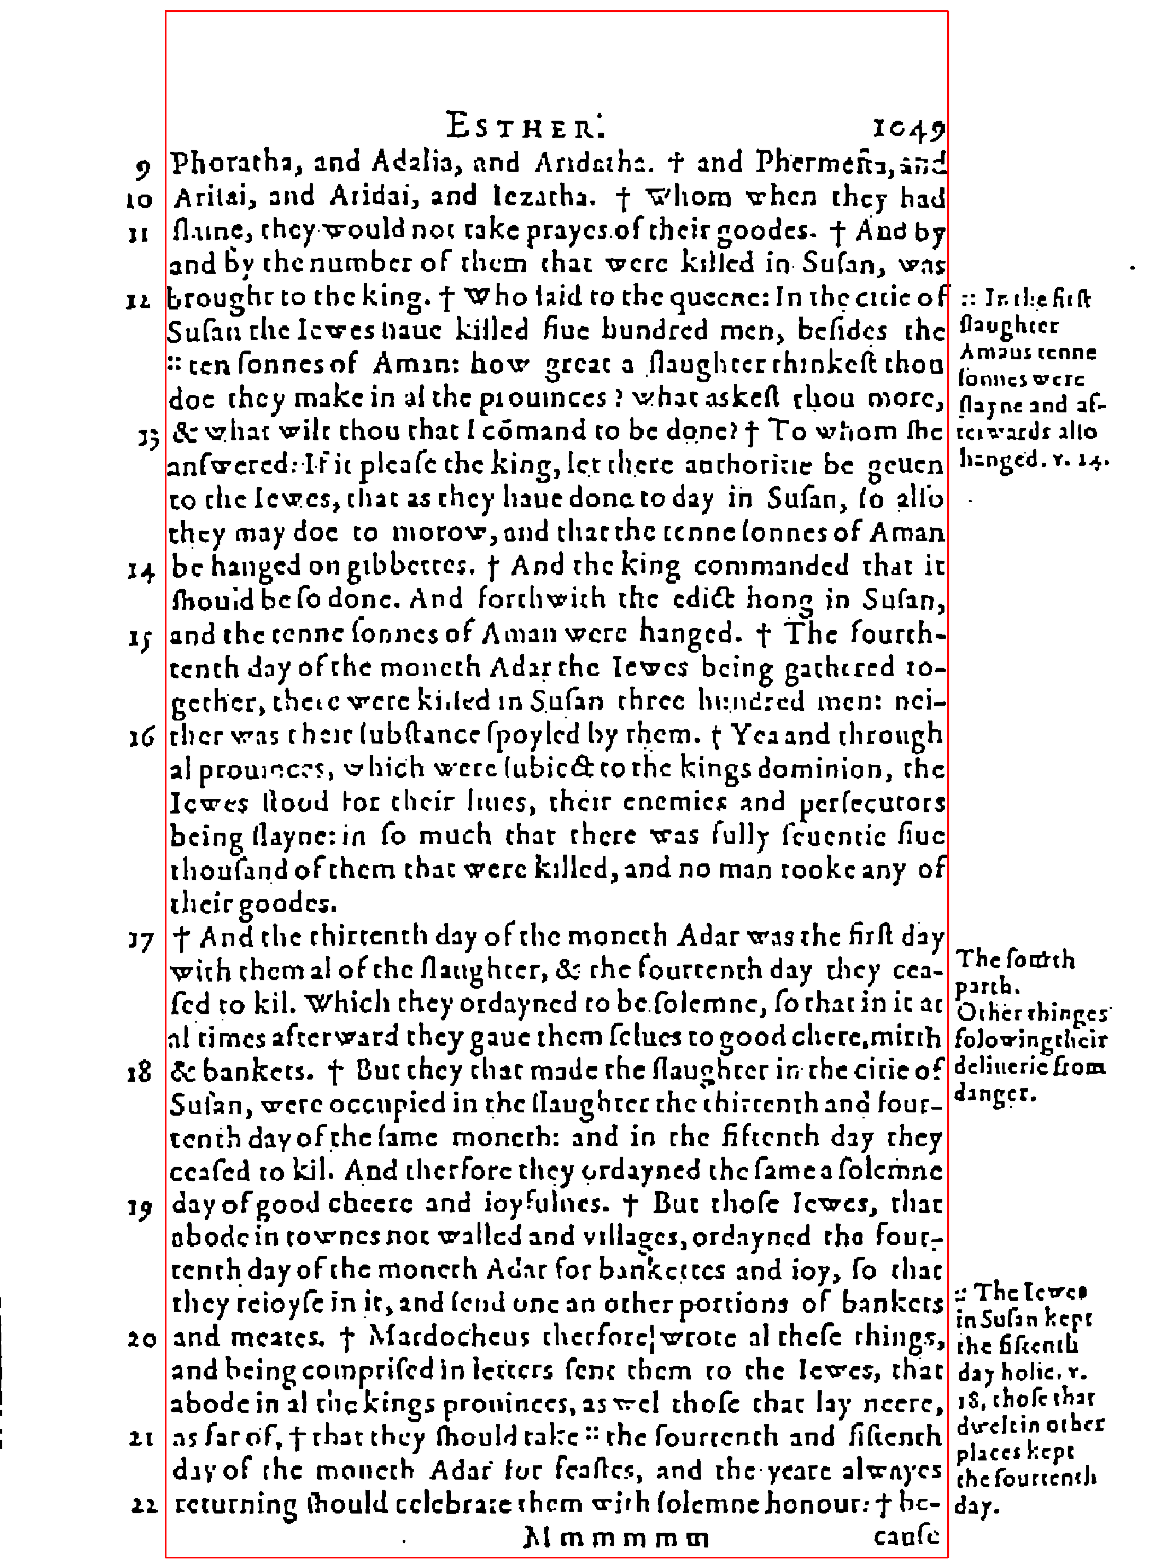 ESTHER. 1049
9 Phoratha, and Adalia, and Aridatha. † and Phermeſta, and
10 Ariſai, and Aridai, and Iezatha. † Whom when they had
11 ſlaine, they would not take prayes of their goodes. † And by
and by the number of them that were killed in Suſan, was
12 brought to the king. † Who ſaid to the queene: In the citie of
Suſan the Iewes haue killed fiue hundred men, beſides the
:: ten ſonnes of Aman: how great a ſlaughter thinkeſt thou
doe they make in al the prouinces? what askeſt thou more,
13 & what wilt thou that I cõmand to be done? † To whom ſhe
anſwered: If it pleaſe the king, let there authoritie be geuen
to the Iewes, that as they haue done to day in Suſan, ſo alſo
they may doe to morow, and that the tenne ſonnes of Aman
14 be hanged on gibbettes. † And the king commanded that it
ſhould be ſo done. And forthwith the edict hong in Suſan,
15 and the tenne ſonnes of Aman were hanged. † The fourth-
tenth day of the moneth Adar the Iewes being gathered to-
gether, there were killed in Suſan three hundred men: nei-
16 ther was their ſubſtance ſpoyled by them. † Yea and through
al prouinces, which were ſubiect to the kings dominion, the
Iewes ſtood for their liues, their enemies and perſecutors
being ſlayne: in ſo much that there was fully ſeuentie fiue
thouſand of them that were killed, and no man tooke any of
their goodes.
17 † And the thirtenth day of the moneth Adar was the firſt day
with them al of the ſlaughter, & the fourtenth day they cea-
ſed to kil. Which they ordayned to be ſolemne, ſo that in it at
al times afterward they gaue them ſelues to good chere, mirth
18 & bankets. † But they that made the ſlaughter in the citie of
Suſan, were occupied in the ſlaughter the thirtenth and four-
tenth day of the ſame moneth: and in the fiftenth day they
ceaſed to kil. And therfore they ordayned the ſame a ſolemne
19 day of good cheere and ioyfulnes. † But thoſe Iewes, that
abode in townes not walled and villages, ordayned the four-
tenth day of the moneth Adar for bankettes and ioy, ſo that
they reioyſe in it, and ſend one an other portions of bankets
20 and meates. † Mardocheus therfore wrote al theſe things,
and being compriſed in letters ſent them to the Iewes, that
abode in al the kings prouinces, as wel thoſe that lay neere,
21 as far of, † that they ſhould take :: the fourtenth and fiftenth
day of the moneth Adar for feaſtes, and the yeare alwayes
22 returning ſhould celebrate them with ſolemne honour: † be-
Mmmmmm cauſe
:: In the firſt
ſlaughter
Amans tenne
ſonnes were
ſlayne and af-
terwards alſo
hanged. v. 14.
The fourth
parth.
Other thinges
folowing their
deliuerie from
danger.
:: The Iewes
in Suſan kept
the fiftenth
day holie. v.
18, thoſe that
dwelt in other
places kept
the fourtenth
day.